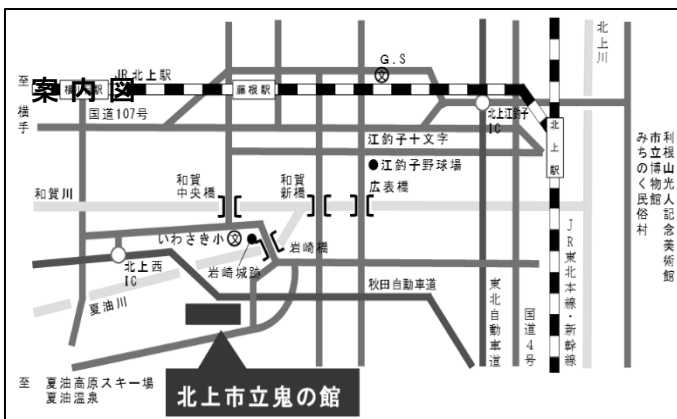 案内図
JR北上駅
G.S
文
北上川
至
横手
藤根駅
国道107号
北上江釣子
IC
北上駅
江釣子十文字
江釣子野球場
広表橋
和賀川
和賀
中央橋
和賀
新橋
いわさき小
文
岩崎橋
岩崎城跡
北上西
IC
夏油川
秋田自動車道
東北自動車道
国道4号
JR東北本線・新幹線
利根山光人記念美術館
市立博物館
みちのく民俗村
至
夏油高原スキー場
夏油温泉
北上市立鬼の館